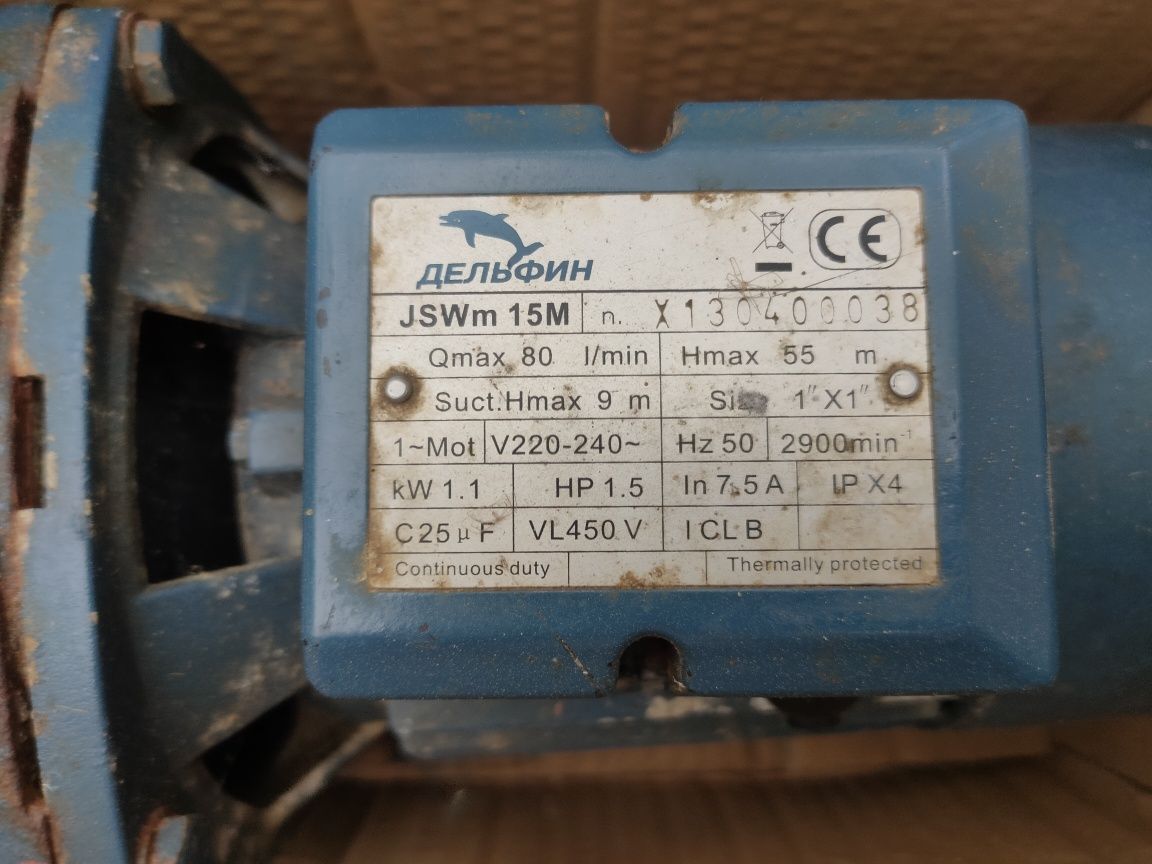 ДЕЛЬФИН CE
JSWm 15M n. X130400038
Qmax 80 l/min Hmax 55 m
Suct.Hmax 9 m 1"X1"
1~Mot V220-240~ Hz 50 2900min⁻¹
kW 1.1 HP 1.5 In 7.5 A IP X4
C25 µF VL450 V I CL B
Continuous duty Thermally protected